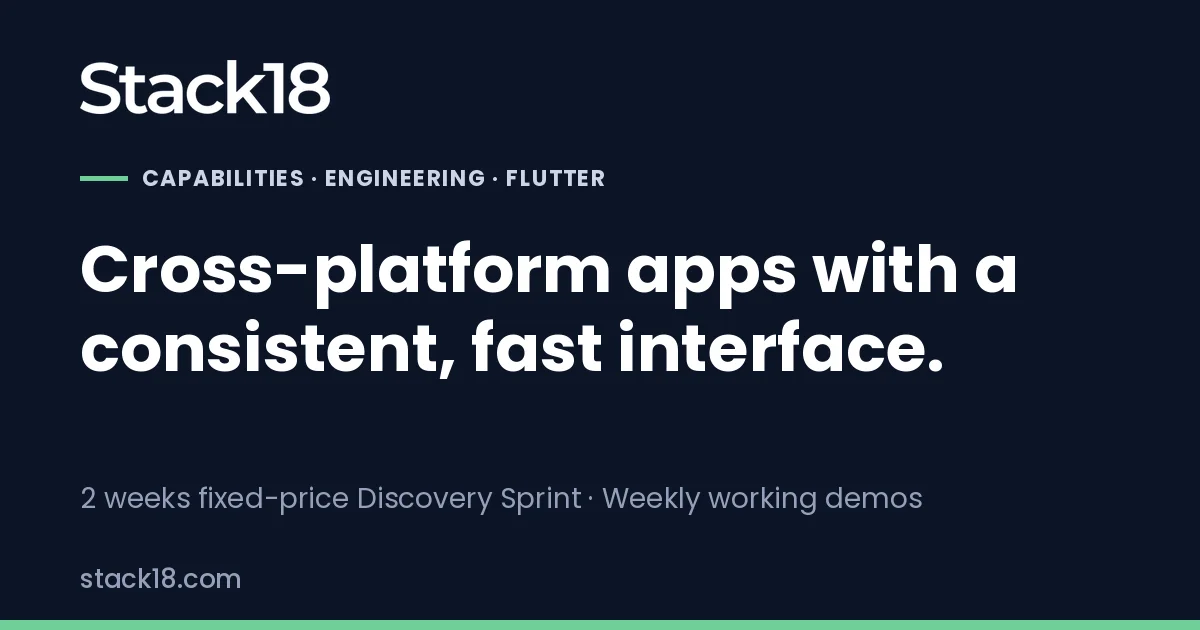 Stack18
CAPABILITIES · ENGINEERING · FLUTTER
Cross-platform apps with a
consistent, fast interface.
2 weeks fixed-price Discovery Sprint · Weekly working demos
stack18.com